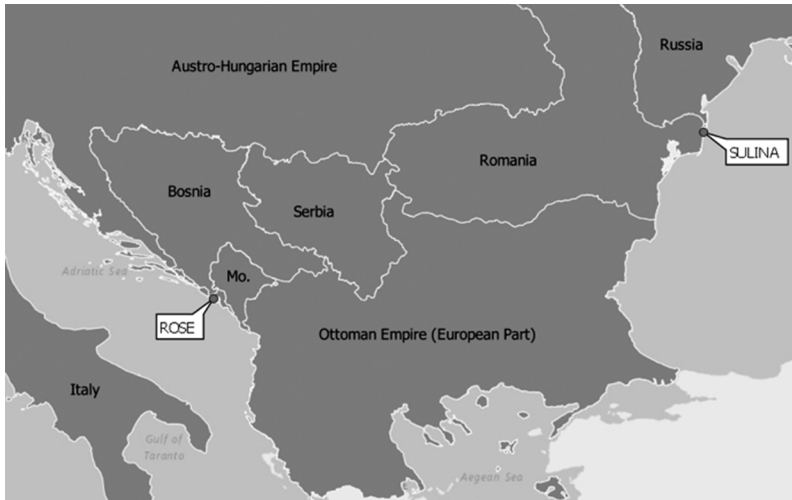 Russia
Austro-Hungarian Empire
SULINA
Romania
Bosnia
Serbia
Adriatic Sea
Mo.
ROSE
Ottoman Empire (European Part)
Italy
Gulf of
Taranto
Aegean Sea